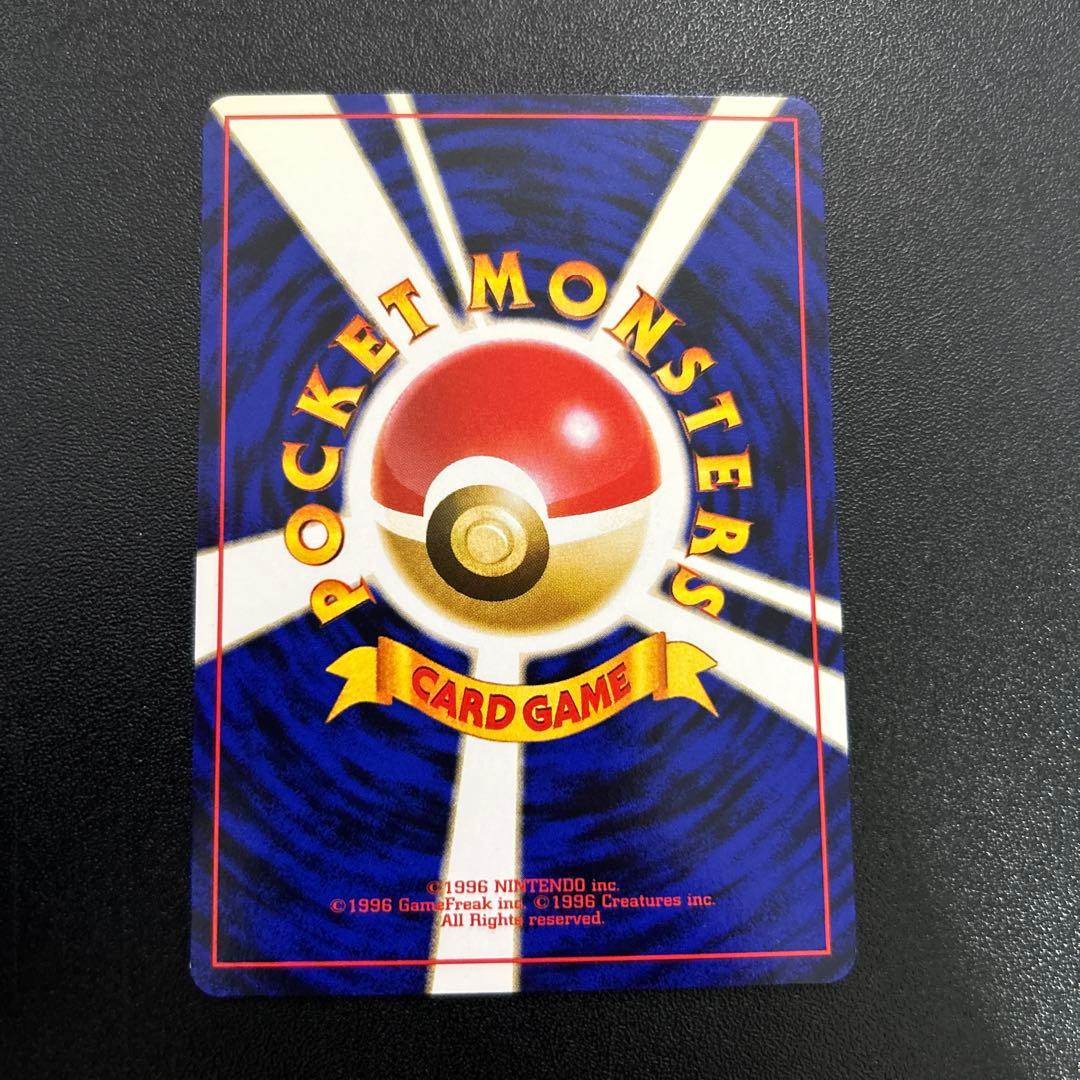 POCKET MONSTERS
CARD GAME
©1996 NINTENDO inc.
©1996 GameFreak inc. ©1996 Creatures inc.
All Rights reserved.